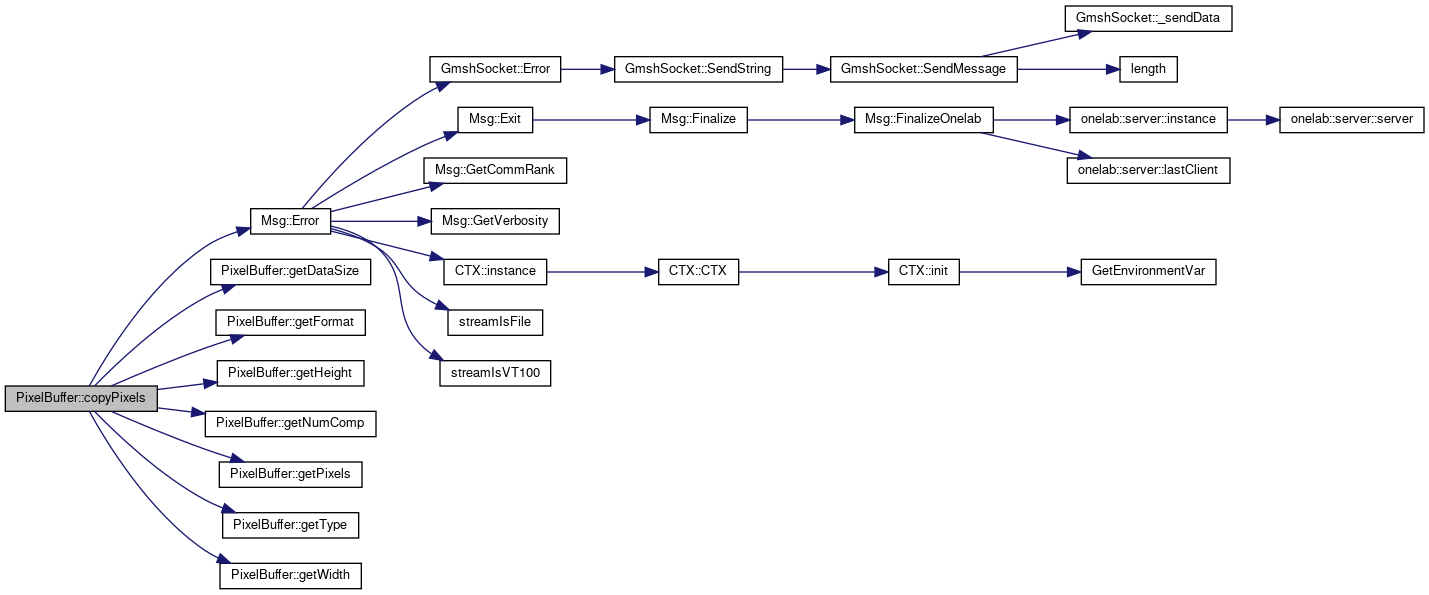 GmshSocket::_sendData
GmshSocket::Error
GmshSocket::SendString
GmshSocket::SendMessage
length
Msg::Exit
Msg::Finalize
Msg::FinalizeOnelab
onelab::server::instance
onelab::server::server
Msg::GetCommRank
onelab::server::lastClient
Msg::Error
Msg::GetVerbosity
PixelBuffer::getDataSize
CTX::instance
CTX::CTX
CTX::init
GetEnvironmentVar
PixelBuffer::getFormat
streamIsFile
PixelBuffer::getHeight
streamIsVT100
PixelBuffer::copyPixels
PixelBuffer::getNumComp
PixelBuffer::getPixels
PixelBuffer::getType
PixelBuffer::getWidth